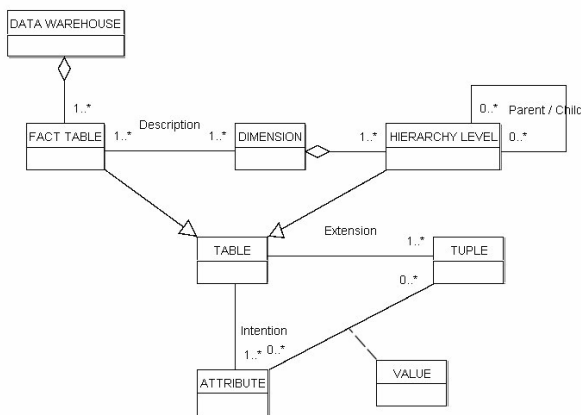 DATA WAREHOUSE
1..*
Description
FACT TABLE
1..*
1..*
DIMENSION
1..*
HIERARCHY LEVEL
0..*
Parent / Child
0..*
TABLE
Extension
1..*
TUPLE
0..*
Intention
1..*
0..*
ATTRIBUTE
VALUE